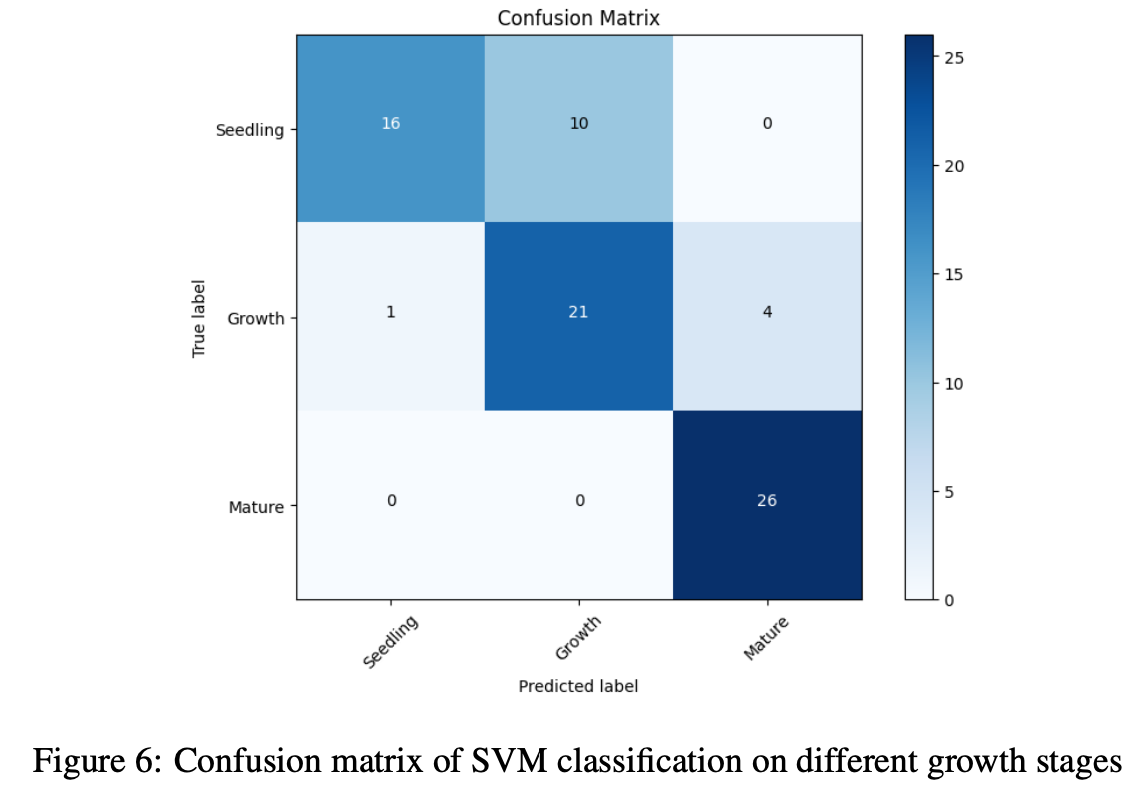 Confusion Matrix
Seedling
16
10
0
25
20
Growth
1
21
4
15
10
Mature
0
0
26
5
0
True label
Seedling
Growth
Mature
Predicted label
Figure 6: Confusion matrix of SVM classification on different growth stages